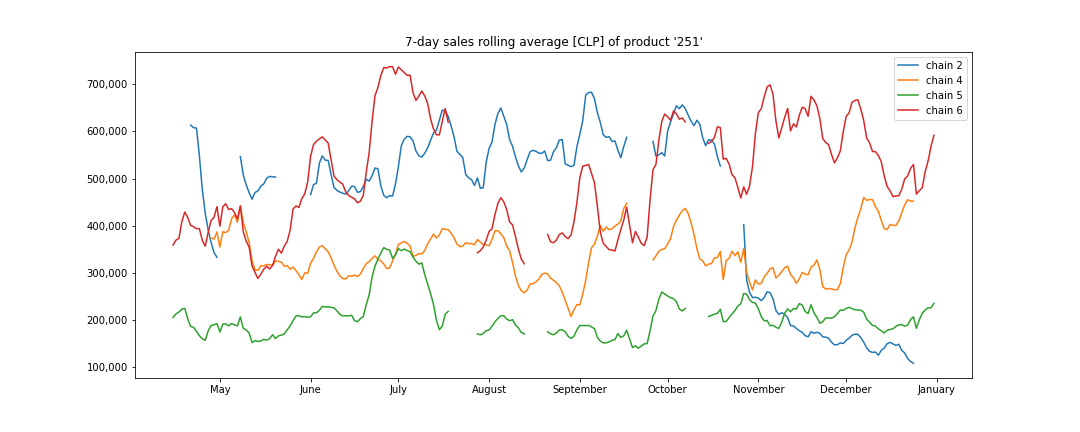 7-day sales rolling average [CLP] of product '251'
700,000
600,000
500,000
400,000
300,000
200,000
100,000
chain 2
chain 4
chain 5
chain 6
May June July August September October November December January